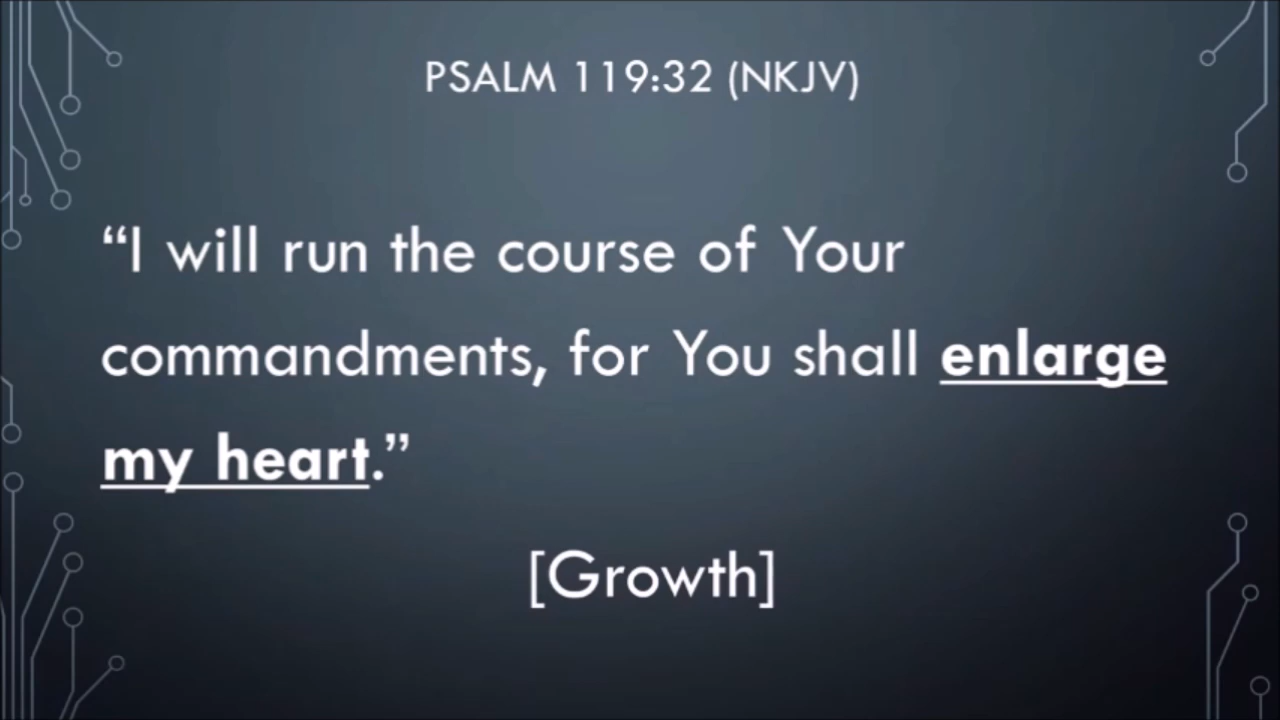 PSALM 119:32 (NKJV)
“I will run the course of Your
commandments, for You shall enlarge
my heart.”
[Growth]